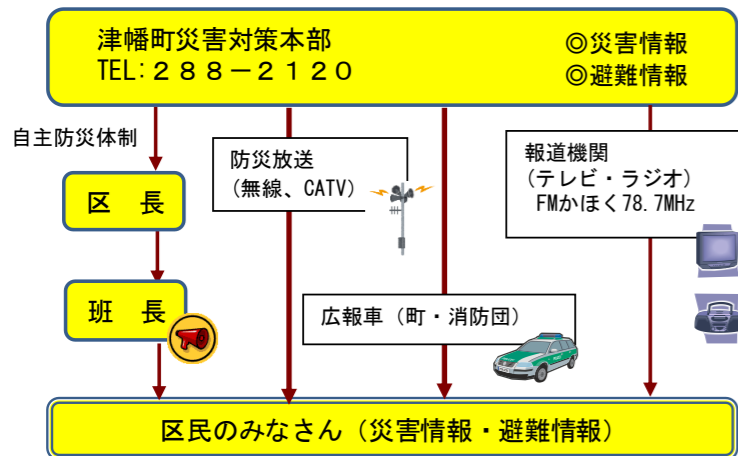 津幡町災害対策本部
TEL:２８８－２１２０
◎災害情報
◎避難情報
自主防災体制
区　長
班　長
防災放送
(無線、CATV)
広報車（町・消防団）
報道機関
(テレビ・ラジオ)
FMかほく78.7MHz
区民のみなさん（災害情報・避難情報）